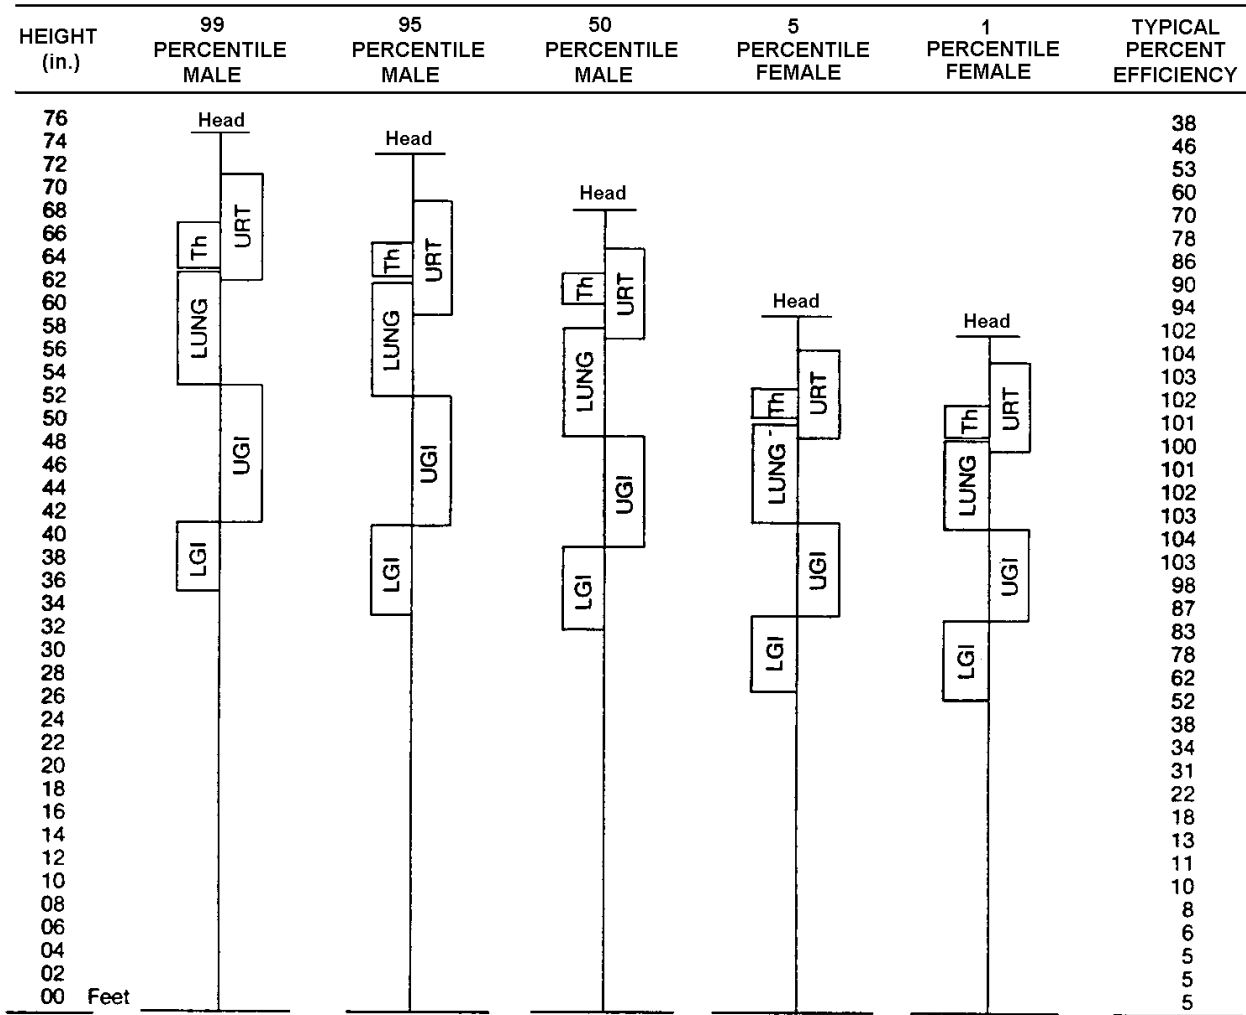 HEIGHT (in.) 99 PERCENTILE MALE 95 PERCENTILE MALE 50 PERCENTILE MALE 5 PERCENTILE FEMALE 1 PERCENTILE FEMALE TYPICAL PERCENT EFFICIENCY
76 38
74 46
72 53
70 60
68 70
66 78
64 86
62 90
60 94
58 102
56 104
54 103
52 102
50 101
48 100
46 101
44 102
42 103
40 104
38 103
36 98
34 87
32 83
30 78
28 62
26 52
24 38
22 34
20 31
18 22
16 18
14 13
12 11
10 10
08 8
06 6
04 5
02 5
00 Feet 5
Head
Th
URT
LUNG
UGI
LGI
Head
Th
URT
LUNG
UGI
LGI
Head
Th
URT
LUNG
UGI
LGI
Head
Th
URT
LUNG
UGI
LGI
Head
Th
URT
LUNG
UGI
LGI